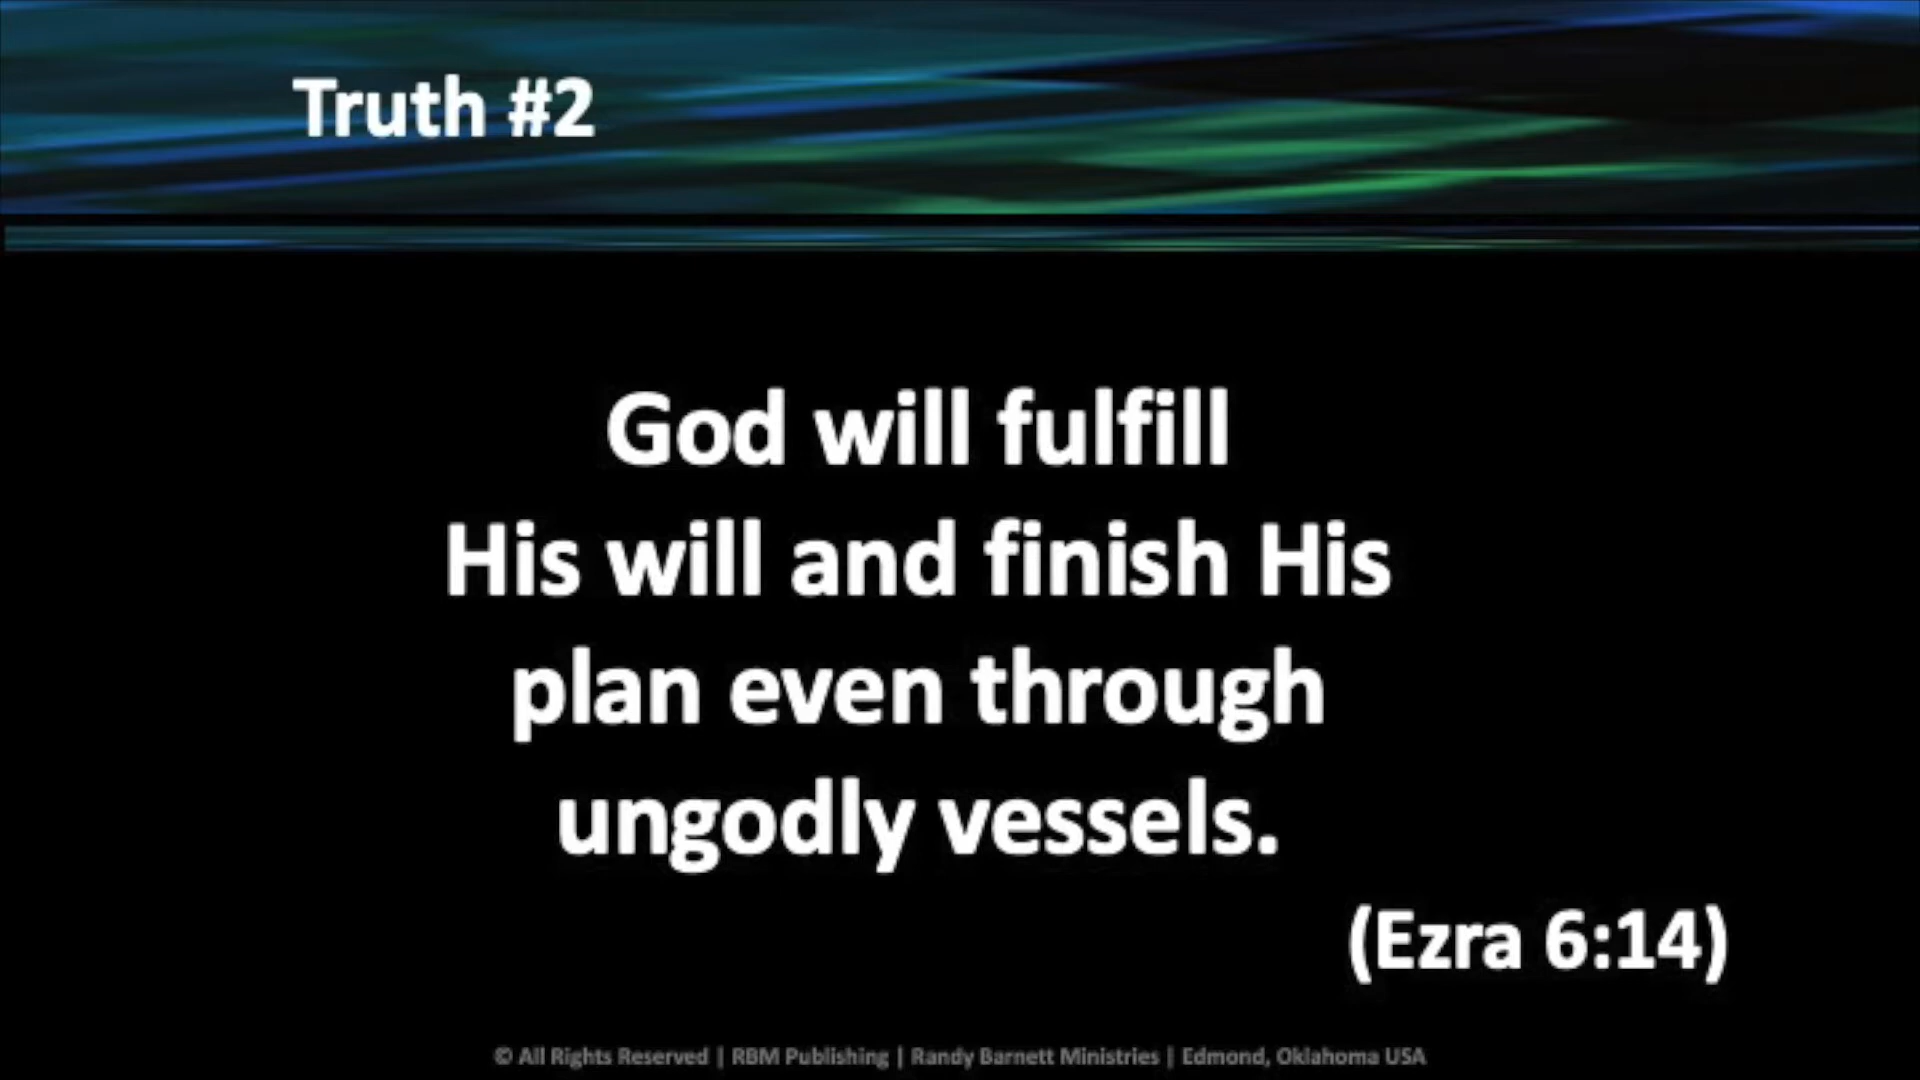 Truth #2
God will fulfill
His will and finish His
plan even through
ungodly vessels.
(Ezra 6:14)
© All Rights Reserved | RBM Publishing | Randy Barnett Ministries | Edmond, Oklahoma USA